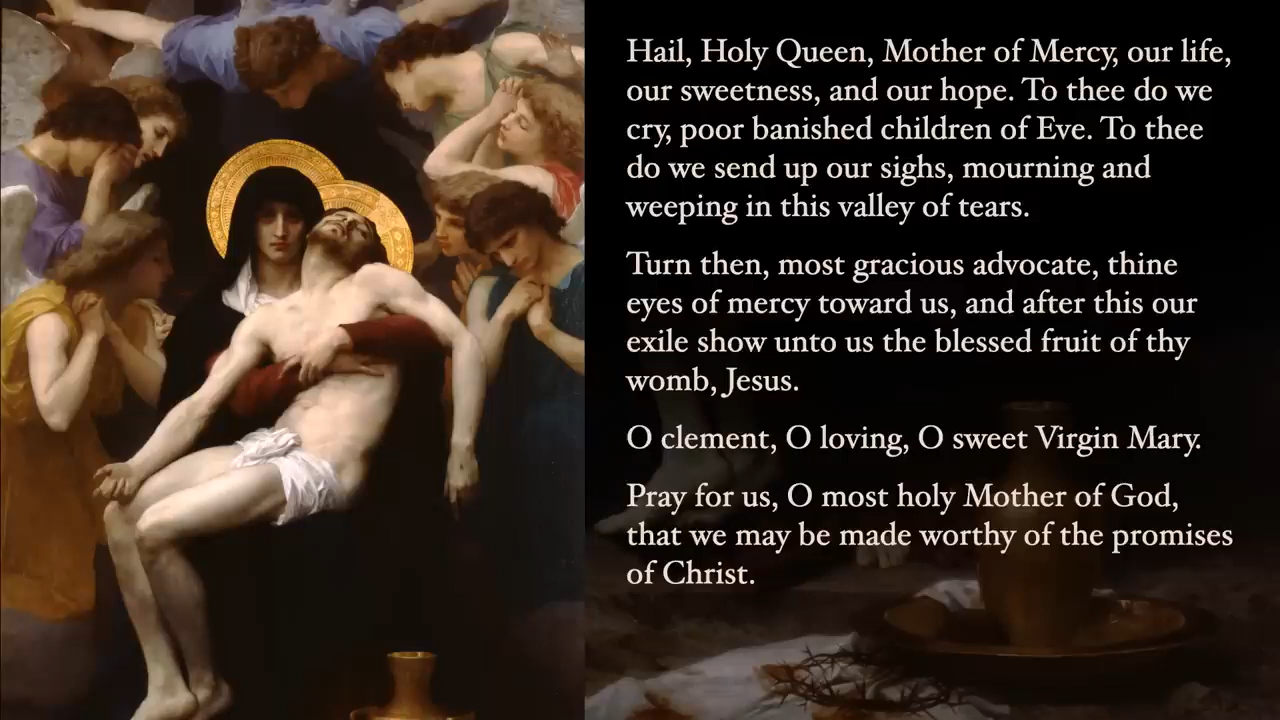 Hail, Holy Queen, Mother of Mercy, our life,
our sweetness, and our hope. To thee do we
cry, poor banished children of Eve. To thee
do we send up our sighs, mourning and
weeping in this valley of tears.
Turn then, most gracious advocate, thine
eyes of mercy toward us, and after this our
exile show unto us the blessed fruit of thy
womb, Jesus.
O clement, O loving, O sweet Virgin Mary.
Pray for us, O most holy Mother of God,
that we may be made worthy of the promises
of Christ.